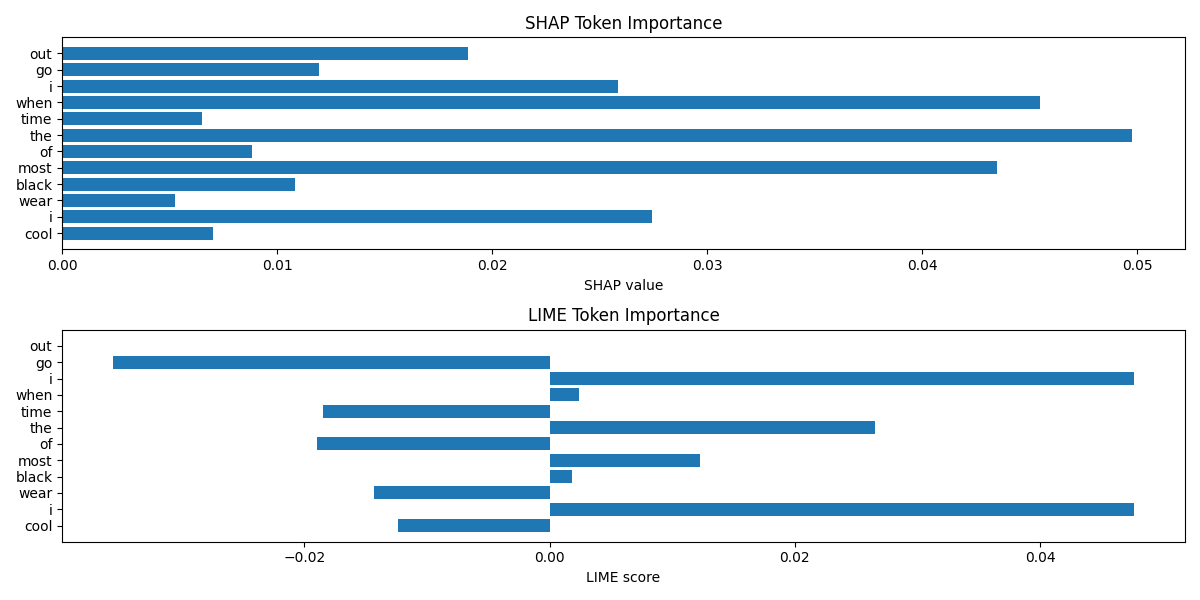 SHAP Token Importance
out
go
i
when
time
the
of
most
black
wear
i
cool
0.00 0.01 0.02 0.03 0.04 0.05
SHAP value
LIME Token Importance
out
go
i
when
time
the
of
most
black
wear
i
cool
−0.02 0.00 0.02 0.04
LIME score